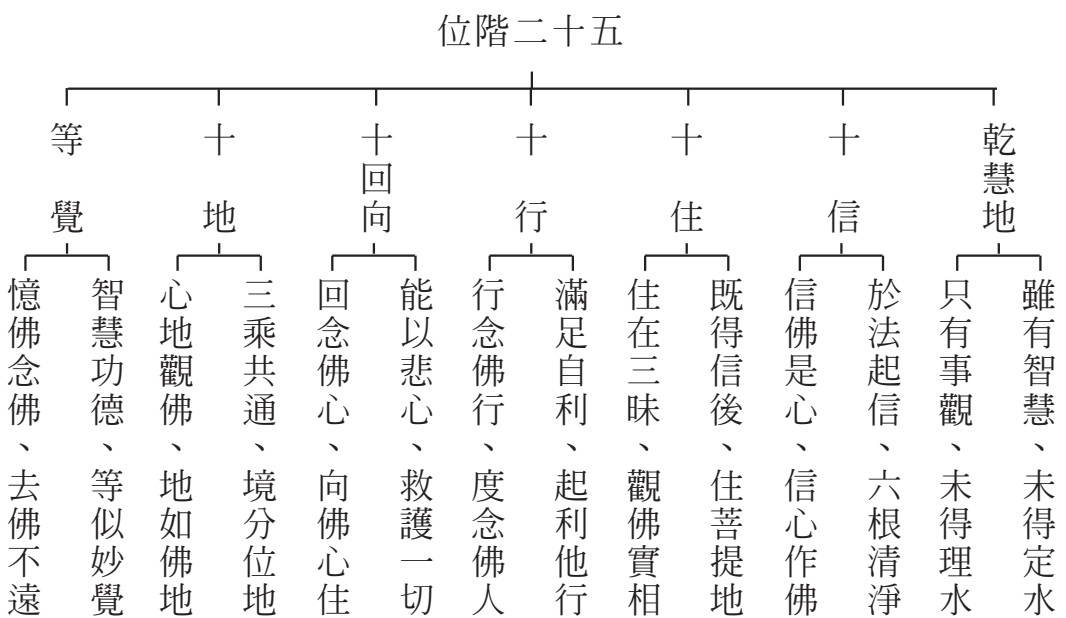 五十二階位
乾慧地
雖有智慧、未得定水
只有事觀、未得理水
十信
於法起信、六根清淨
信佛是心、信心作佛
十住
既得信後、住菩提地
住在三昧、觀佛實相
十行
滿足自利、起利他行
行念佛行、度念佛人
十回向
能以悲心、救護一切
回念佛心、向佛心住
十地
三乘共通、境分位地
心地觀佛、地如佛地
等覺
智慧功德、等似妙覺
憶佛念佛、去佛不遠